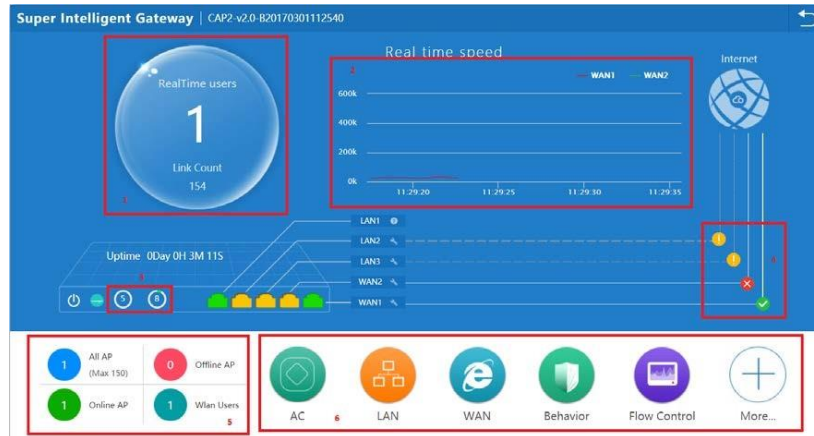 Super Intelligent Gateway | CAP2-v2.0-B20170301112540
RealTime users
1
Link Count
154
1
Real time speed
2
WAN1 WAN2
600k
400k
200k
0k
11:29:20 11:29:25 11:29:30 11:29:35
Internet
LAN1
LAN2
LAN3
WAN2
WAN1
4
Uptime 0Day 0H 3M 11S
3
5 8
1 All AP
(Max 150)
0 Offline AP
1 Online AP
1 Wlan Users
5
AC LAN WAN Behavior Flow Control More...
6